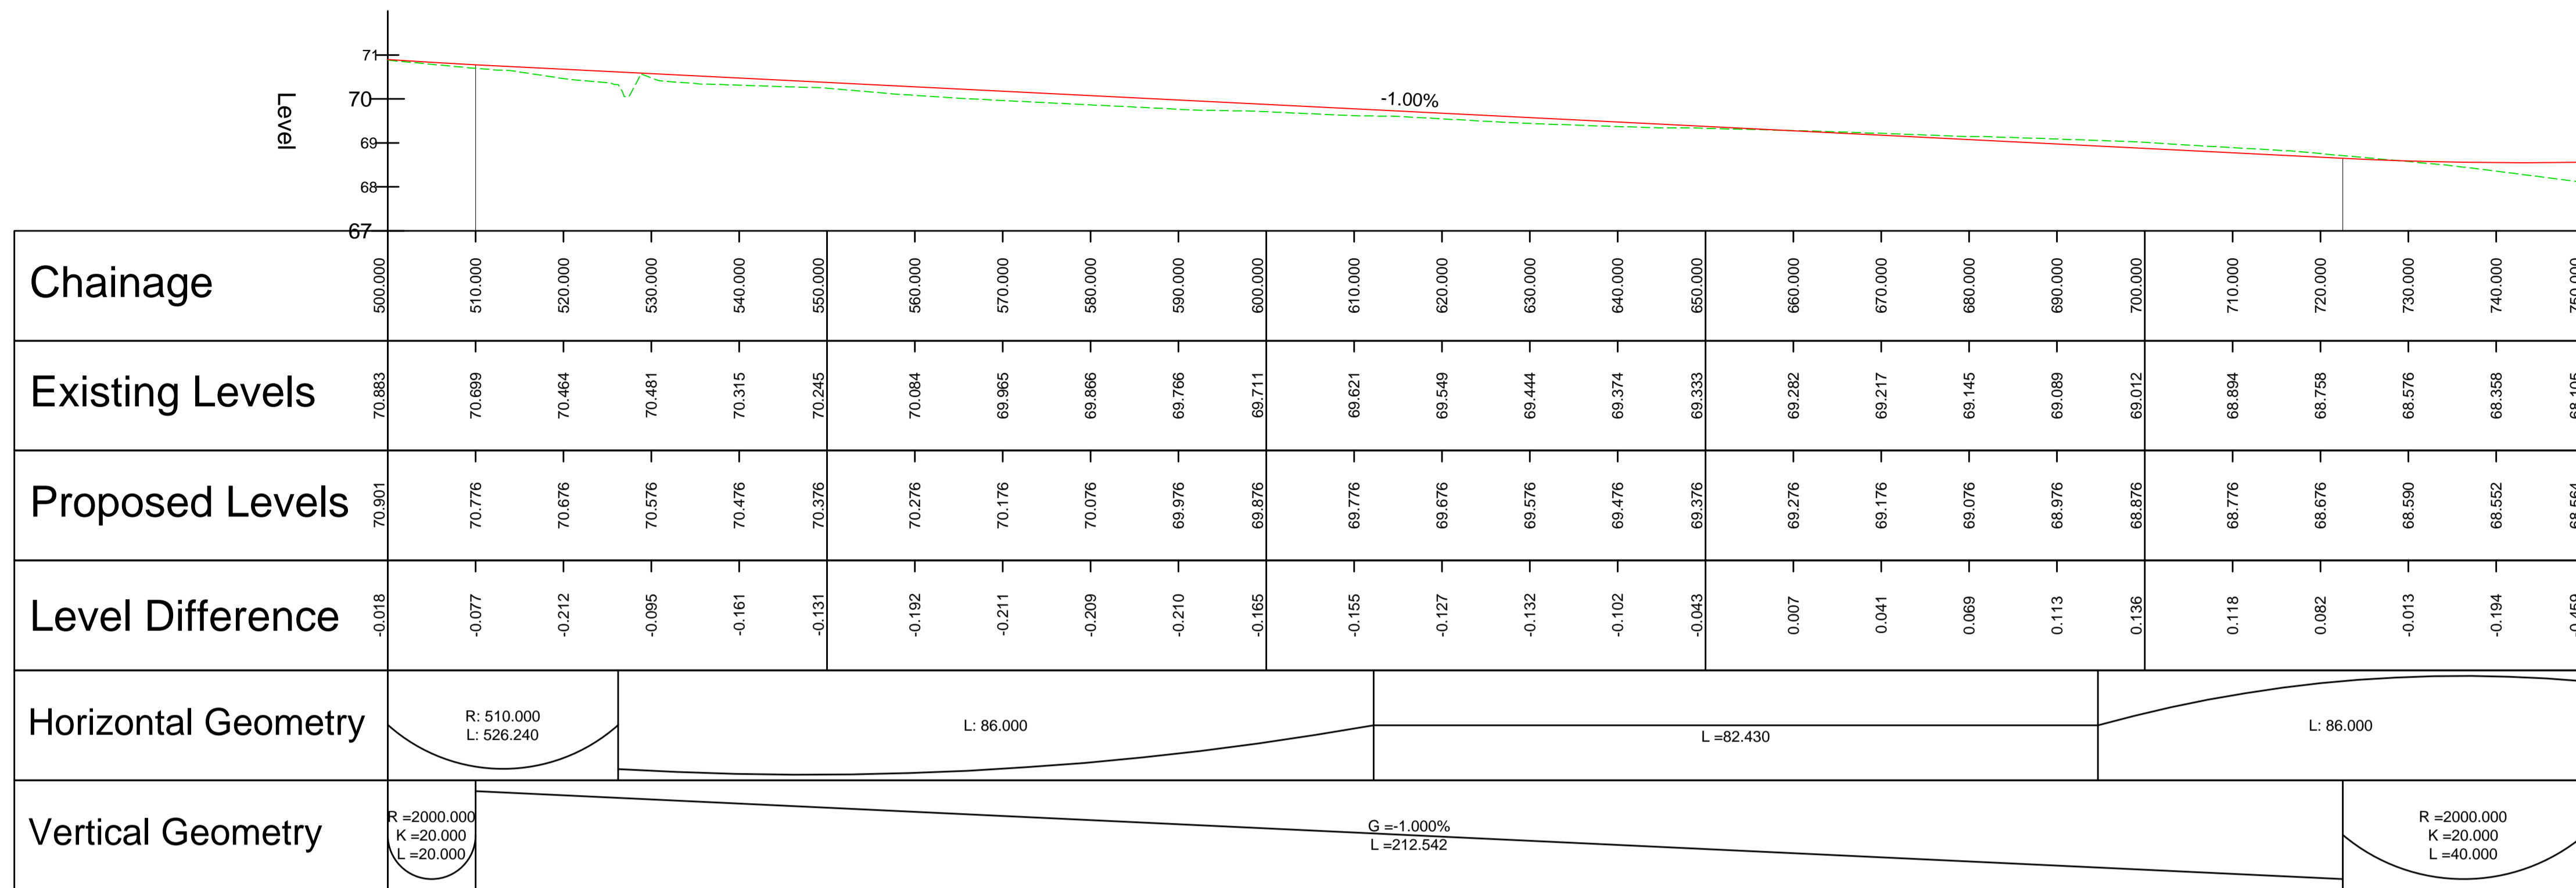 71
70
69
68
67
Level
-1.00%
Chainage 500.000 510.000 520.000 530.000 540.000 550.000 560.000 570.000 580.000 590.000 600.000 610.000 620.000 630.000 640.000 650.000 660.000 670.000 680.000 690.000 700.000 710.000 720.000 730.000 740.000 750.000
Existing Levels 70.883 70.699 70.464 70.481 70.315 70.245 70.084 69.965 69.866 69.766 69.711 69.621 69.549 69.444 69.374 69.333 69.282 69.217 69.145 69.089 69.012 68.894 68.758 68.576 68.358 68.105
Proposed Levels 70.901 70.776 70.676 70.576 70.476 70.376 70.276 70.176 70.076 69.976 69.876 69.776 69.676 69.576 69.476 69.376 69.276 69.176 69.076 68.976 68.876 68.776 68.676 68.590 68.552 68.564
Level Difference -0.018 -0.077 -0.212 -0.095 -0.161 -0.131 -0.192 -0.211 -0.209 -0.210 -0.165 -0.155 -0.127 -0.132 -0.102 -0.043 0.007 0.041 0.069 0.113 0.136 0.118 0.082 -0.013 -0.194 -0.459
Horizontal Geometry
R: 510.000
L: 526.240
L: 86.000
L =82.430
L: 86.000
Vertical Geometry
R =2000.000
K =20.000
L =20.000
G =-1.000%
L =212.542
R =2000.000
K =20.000
L =40.000